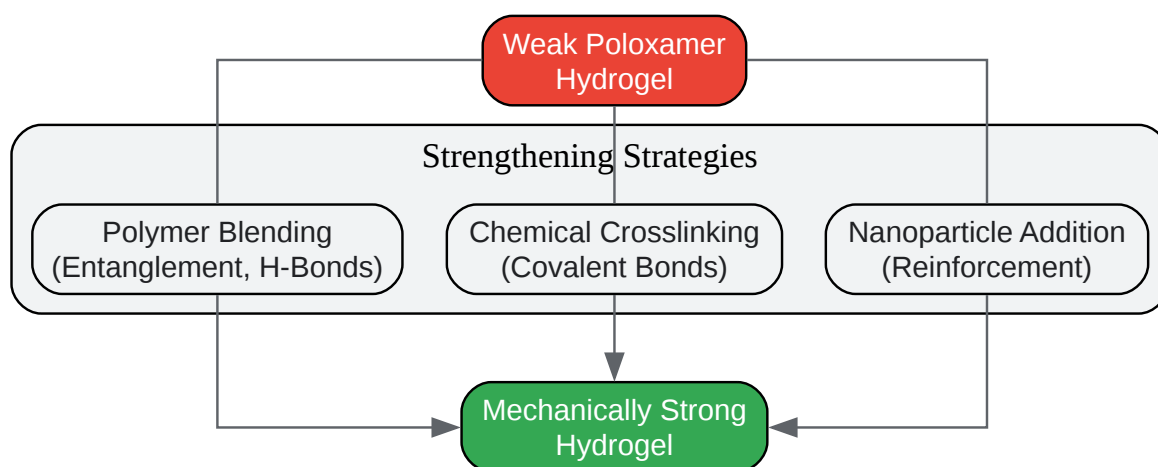 Weak Poloxamer
Hydrogel
Strengthening Strategies
Polymer Blending
(Entanglement, H-Bonds)
Chemical Crosslinking
(Covalent Bonds)
Nanoparticle Addition
(Reinforcement)
Mechanically Strong
Hydrogel